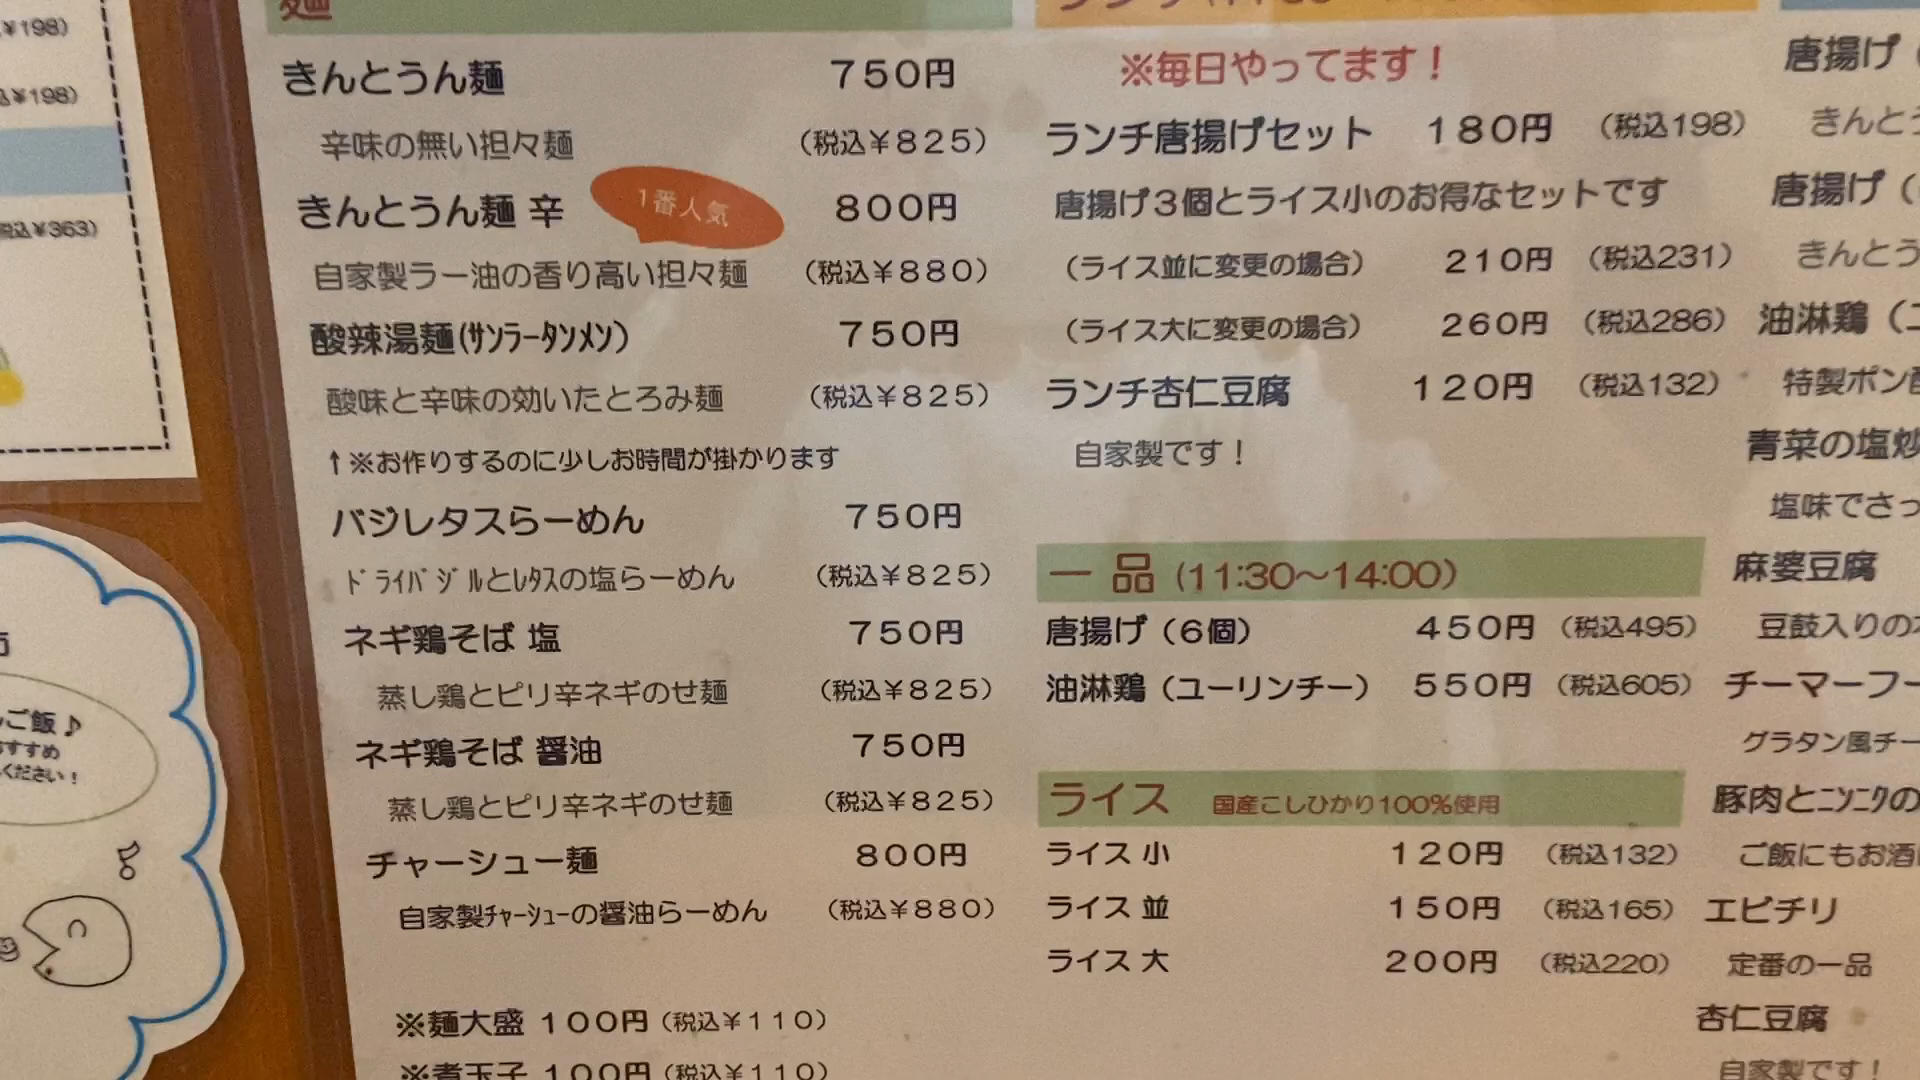 ¥198)
込¥198)
税込¥363)
ご飯♪
おすすめ
ください！
麺
きんとうん麺 750円
辛味の無い担々麺 (税込¥825)
きんとうん麺 辛 1番人気 800円
自家製ラー油の香り高い担々麺 (税込¥880)
酸辣湯麺(ｻﾝﾗｰﾀﾝﾒﾝ) 750円
酸味と辛味の効いたとろみ麺 (税込¥825)
↑※お作りするのに少しお時間が掛かります
バジレタスらーめん 750円
ﾄﾞﾗｲﾊﾞｼﾞﾙとﾚﾀｽの塩らーめん (税込¥825)
ネギ鶏そば 塩 750円
蒸し鶏とピリ辛ネギのせ麺 (税込¥825)
ネギ鶏そば 醤油 750円
蒸し鶏とピリ辛ネギのせ麺 (税込¥825)
チャーシュー麺 800円
自家製ﾁｬｰｼｭｰの醤油らーめん (税込¥880)
※麺大盛 100円 (税込¥110)
※煮玉子 100円 (税込¥110)
※毎日やってます！
ランチ唐揚げセット 180円 (税込198)
唐揚げ3個とライス小のお得なセットです
(ライス並に変更の場合) 210円 (税込231)
(ライス大に変更の場合) 260円 (税込286)
ランチ杏仁豆腐 120円 (税込132)
自家製です！
一品 (11:30～14:00)
唐揚げ (6個) 450円 (税込495)
油淋鶏 (ユーリンチー) 550円 (税込605)
ライス 国産こしひかり100%使用
ライス 小 120円 (税込132)
ライス 並 150円 (税込165)
ライス 大 200円 (税込220)
唐揚げ (
きんとう
唐揚げ (
きんとう
油淋鶏 (ユ
特製ポン酢
青菜の塩炒
塩味でさっ
麻婆豆腐
豆鼓入りの
チーマーフー
グラタン風チー
豚肉とﾆﾝﾆｸの
ご飯にもお酒に
エビチリ
定番の一品
杏仁豆腐
自家製です！